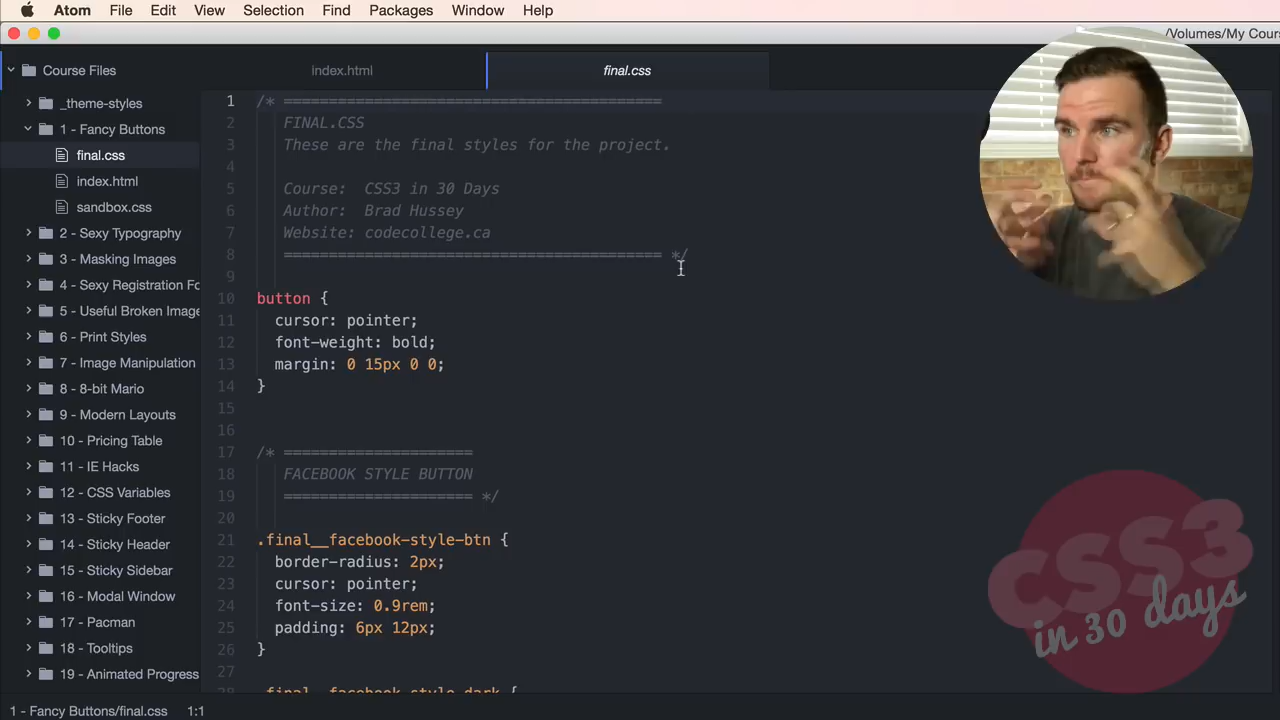 Atom File Edit View Selection Find Packages Window Help
/Volumes/My Cours
Course Files
index.html
final.css
_theme-styles
1 - Fancy Buttons
final.css
index.html
sandbox.css
2 - Sexy Typography
3 - Masking Images
4 - Sexy Registration Fo
5 - Useful Broken Image
6 - Print Styles
7 - Image Manipulation
8 - 8-bit Mario
9 - Modern Layouts
10 - Pricing Table
11 - IE Hacks
12 - CSS Variables
13 - Sticky Footer
14 - Sticky Header
15 - Sticky Sidebar
16 - Modal Window
17 - Pacman
18 - Tooltips
19 - Animated Progress
1 /* ==========================================
2 FINAL.CSS
3 These are the final styles for the project.
4
5 Course: CSS3 in 30 Days
6 Author: Brad Hussey
7 Website: codecollege.ca
8 ========================================== */
9
10 button {
11 cursor: pointer;
12 font-weight: bold;
13 margin: 0 15px 0 0;
14 }
15
16
17 /* =====================
18 FACEBOOK STYLE BUTTON
19 ===================== */
20
21 .final__facebook-style-btn {
22 border-radius: 2px;
23 cursor: pointer;
24 font-size: 0.9rem;
25 padding: 6px 12px;
26 }
27
28 .final__facebook-style-dark {
CSS3
in 30 days
1 - Fancy Buttons/final.css 1:1